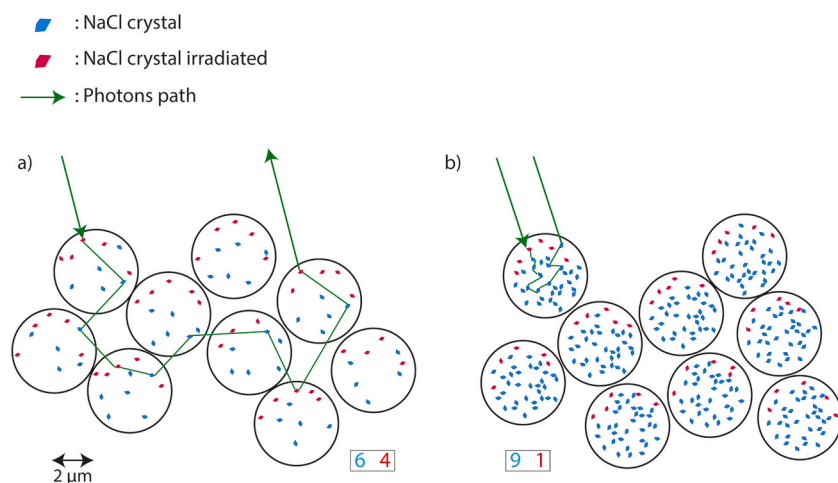 : NaCl crystal
: NaCl crystal irradiated
: Photons path
a)
b)
2 µm
6 4
9 1